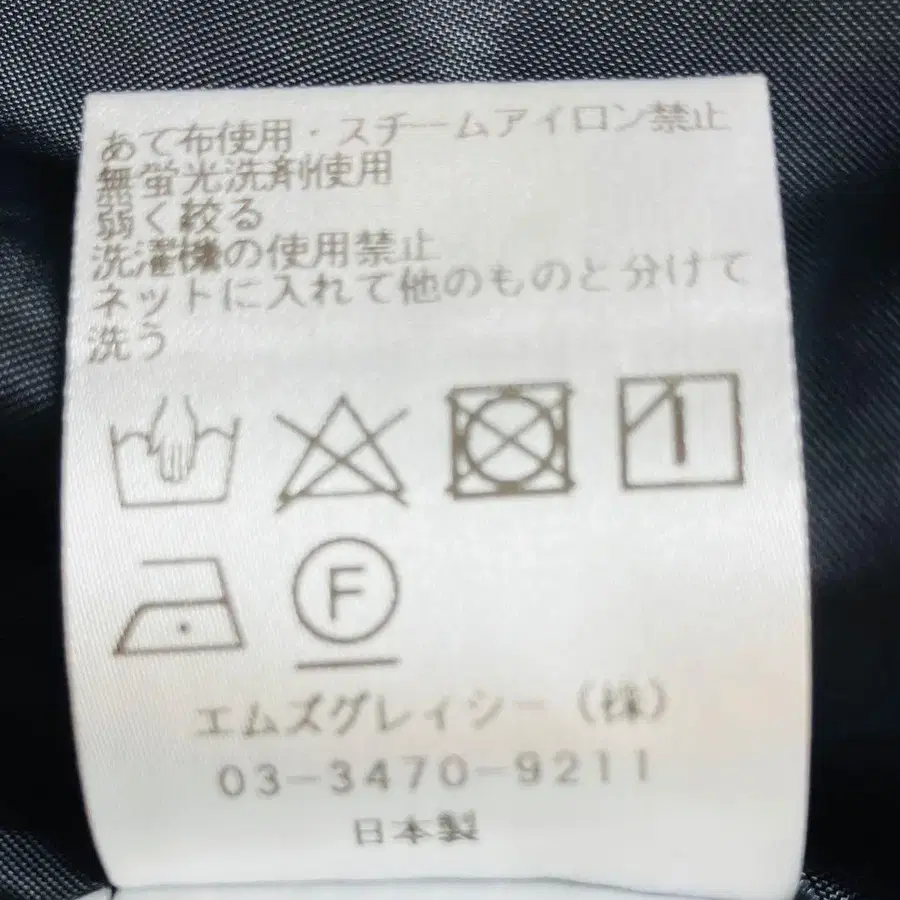 あて布使用・スチームアイロン禁止
無蛍光洗剤使用
弱く絞る
洗濯機の使用禁止
ネットに入れて他のものと分けて
洗う
F
エムズグレイシー(株)
03-3470-9211
日本製